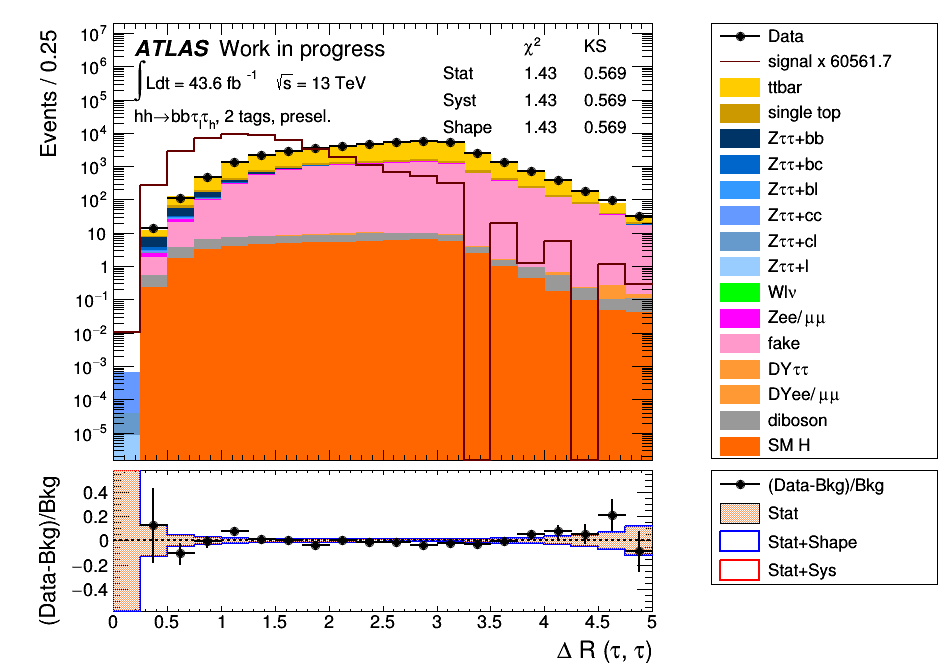 Events / 0.25
10⁷
10⁶
10⁵
10⁴
10³
10²
10
1
10⁻¹
10⁻²
10⁻³
10⁻⁴
10⁻⁵
ATLAS Work in progress
∫ Ldt = 43.6 fb⁻¹ √s = 13 TeV
hh→bbτₗτₕ, 2 tags, presel.
χ² KS
Stat 1.43 0.569
Syst 1.43 0.569
Shape 1.43 0.569
Data
signal x 60561.7
ttbar
single top
Zττ+bb
Zττ+bc
Zττ+bl
Zττ+cc
Zττ+cl
Zττ+l
Wlν
Zee/μμ
fake
DYττ
DYee/μμ
diboson
SM H
(Data-Bkg)/Bkg
0.4
0.2
0
−0.2
−0.4
0 0.5 1 1.5 2 2.5 3 3.5 4 4.5 5
Δ R (τ, τ)
(Data-Bkg)/Bkg
Stat
Stat+Shape
Stat+Sys